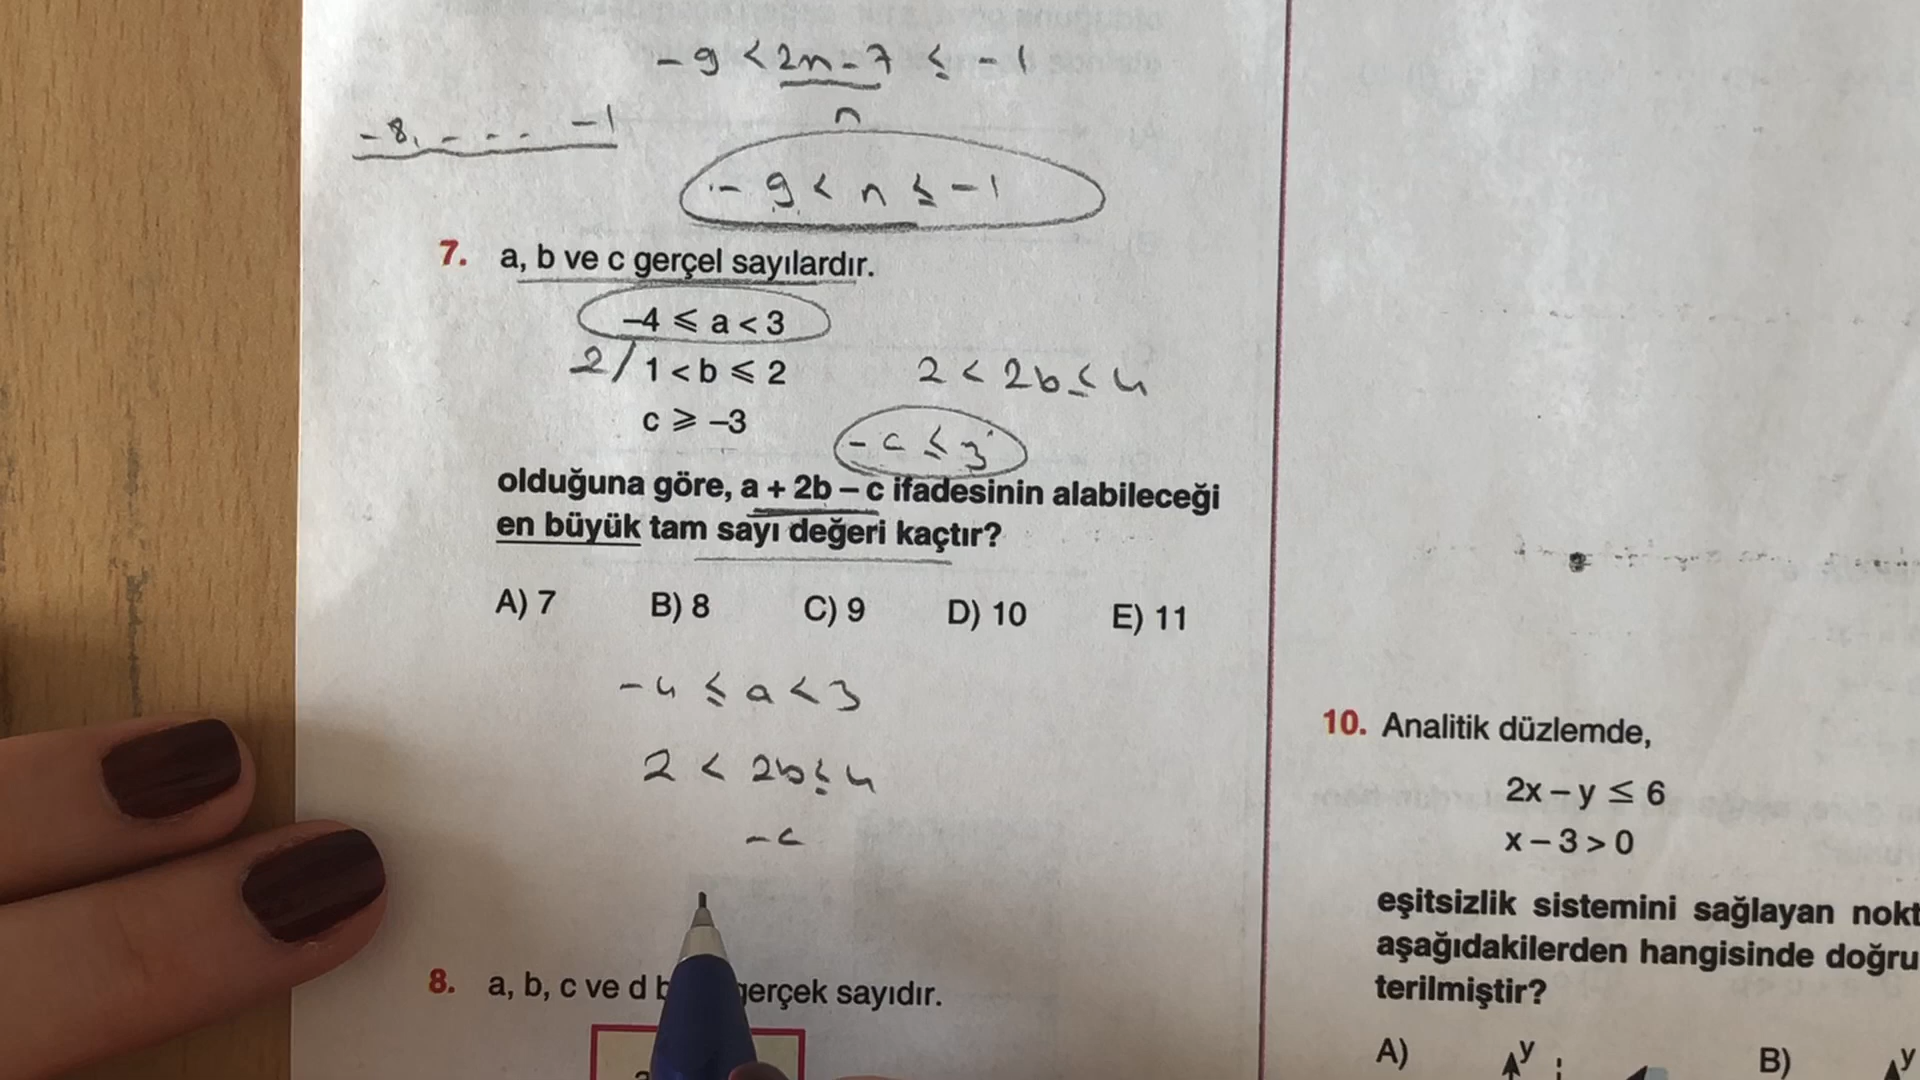 -9 < 2n - 7 ≤ -1
n
-8, - - - -1
-9 < n ≤ -1
7. a, b ve c gerçel sayılardır.
-4 ⩽ a < 3
2/ 1 < b ⩽ 2
2 < 2b ≤ 4
c ⩾ -3
-c ≤ 3
olduğuna göre, a + 2b - c ifadesinin alabileceği
en büyük tam sayı değeri kaçtır?
A) 7 B) 8 C) 9 D) 10 E) 11
-4 ≤ a < 3
2 < 2b ≤ 4
-c
8. a, b, c ve d gerçek sayıdır.
10. Analitik düzlemde,
2x - y ≤ 6
x - 3 > 0
eşitsizlik sistemini sağlayan
aşağıdakilerden hangisinde
terilmiştir?
A) y
B) y